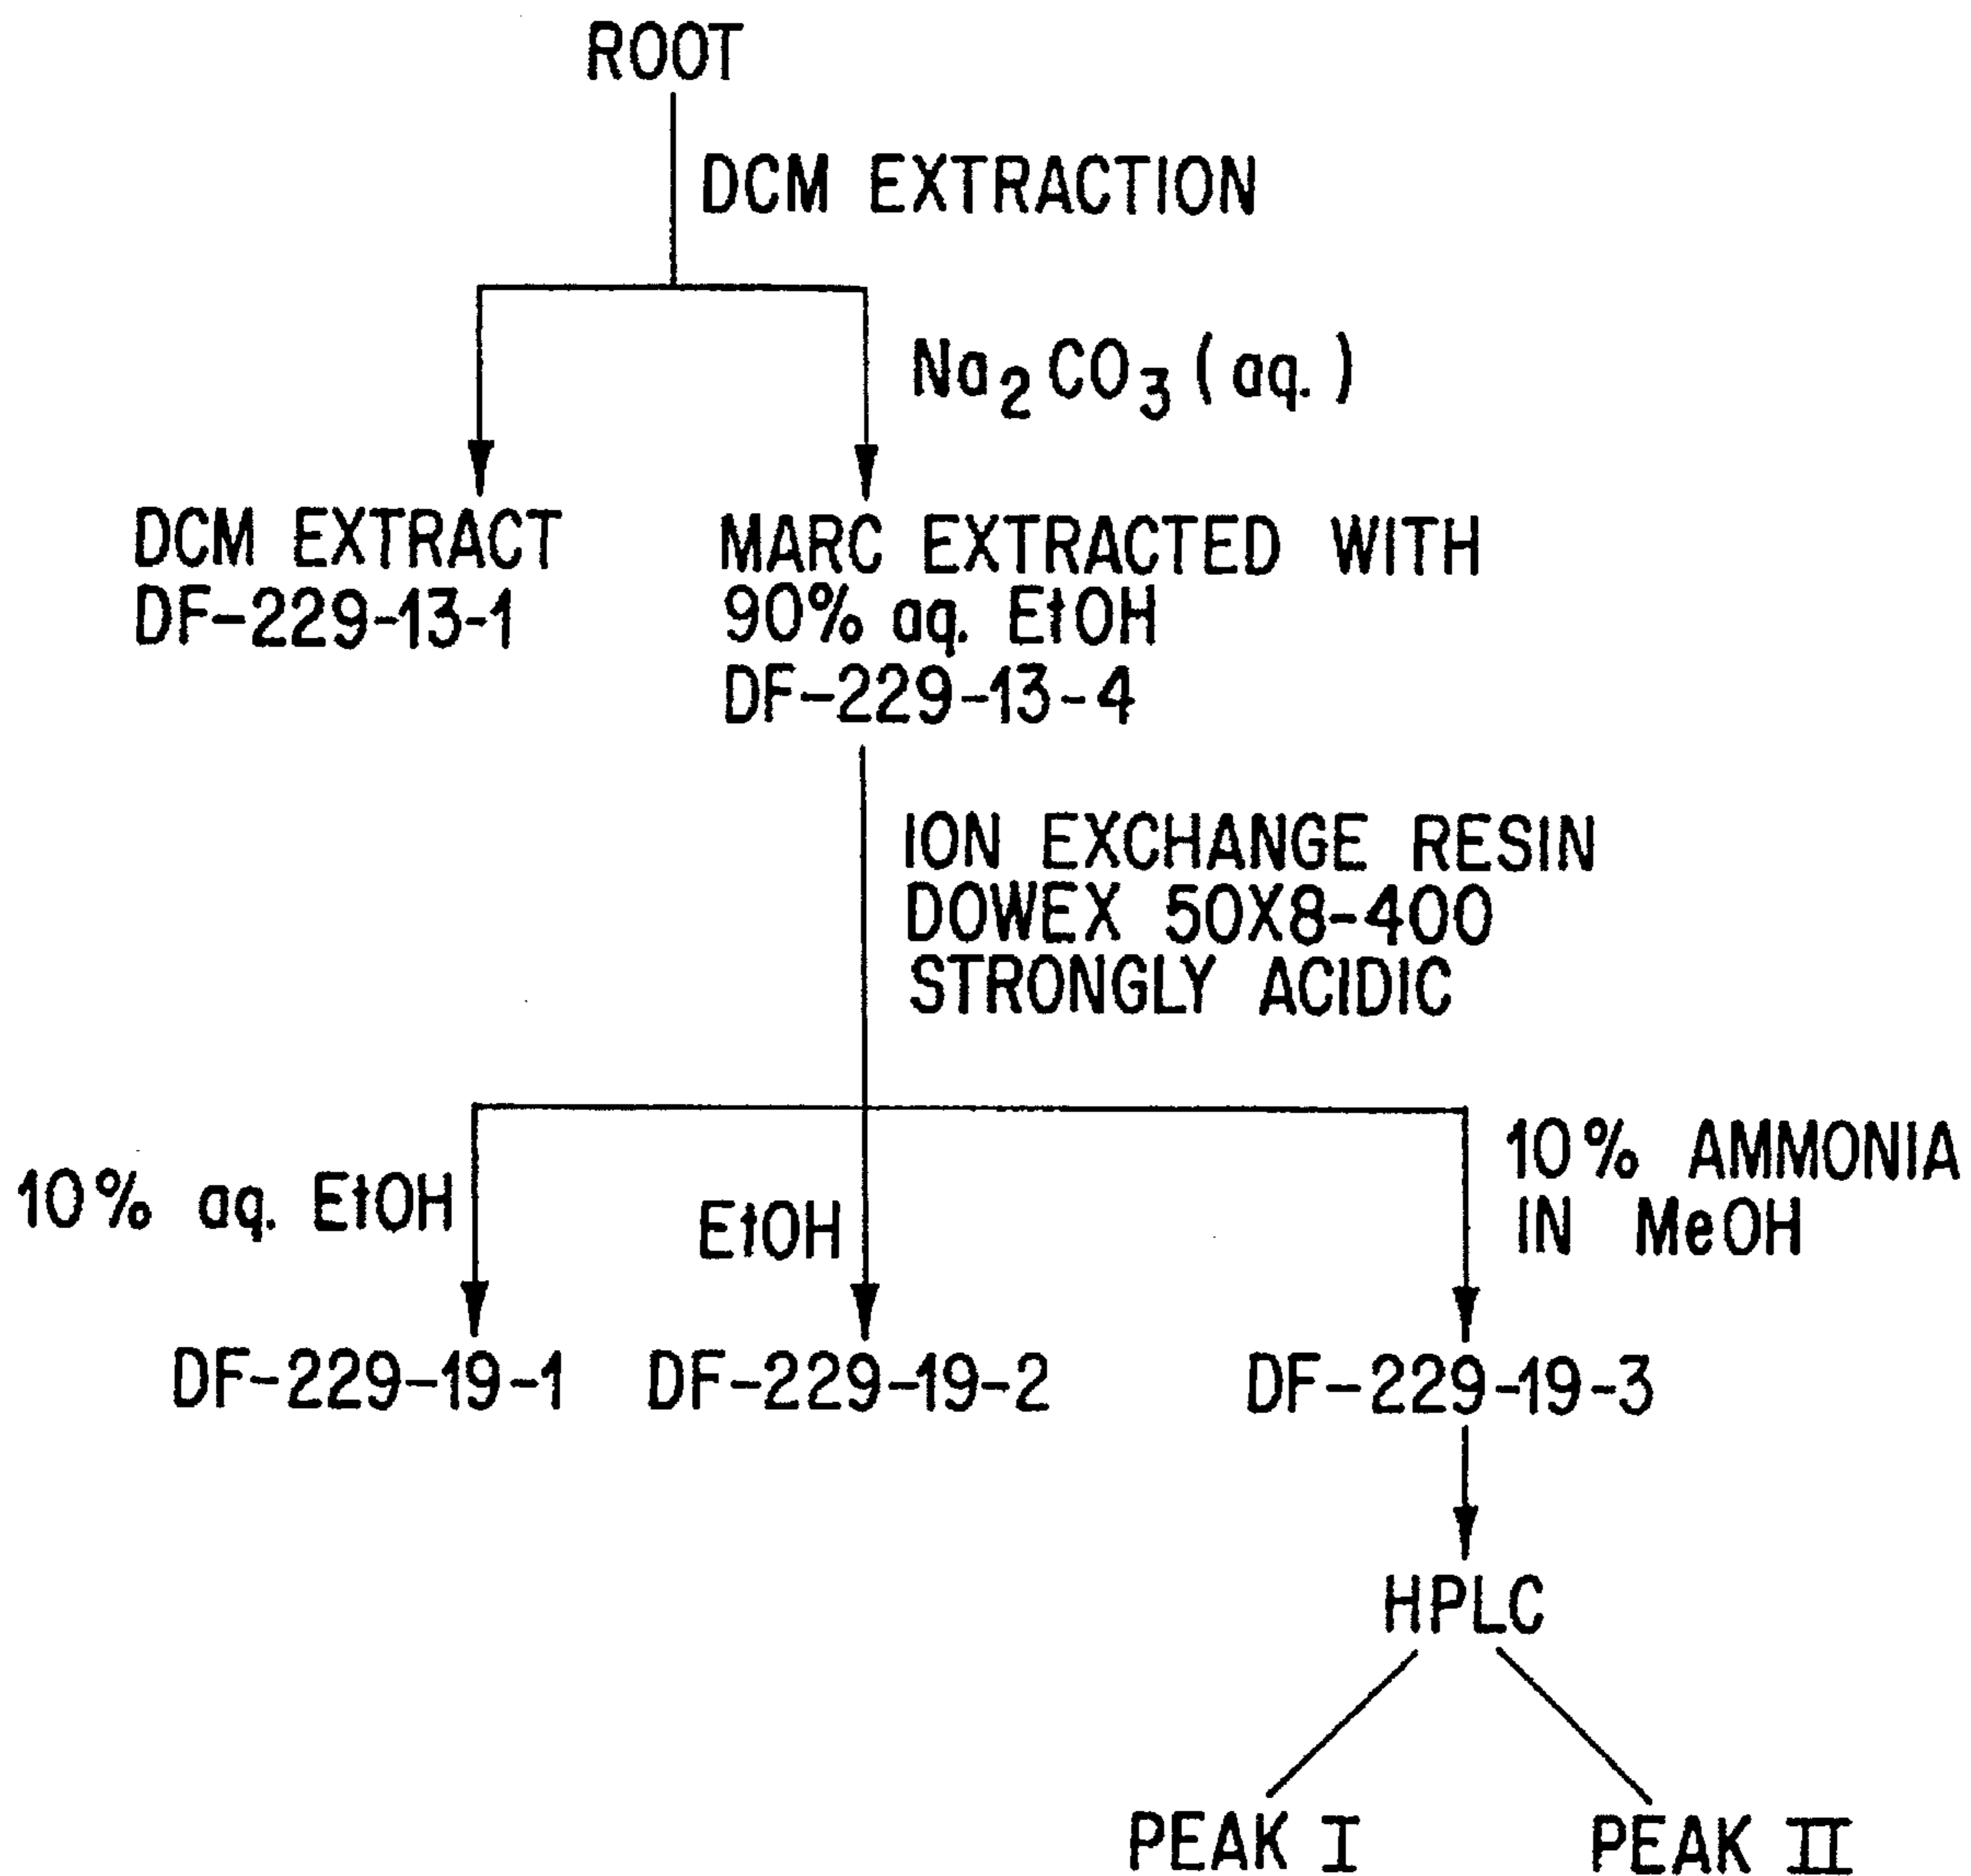 ROOT
DCM EXTRACTION
Na₂CO₃(aq.)
DCM EXTRACT
DF-229-13-1
MARC EXTRACTED WITH
90% aq. EtOH
DF-229-13-4
ION EXCHANGE RESIN
DOWEX 50X8-400
STRONGLY ACIDIC
10% aq. EtOH
EtOH
10% AMMONIA
IN MeOH
DF-229-19-1
DF-229-19-2
DF-229-19-3
HPLC
PEAK I
PEAK II